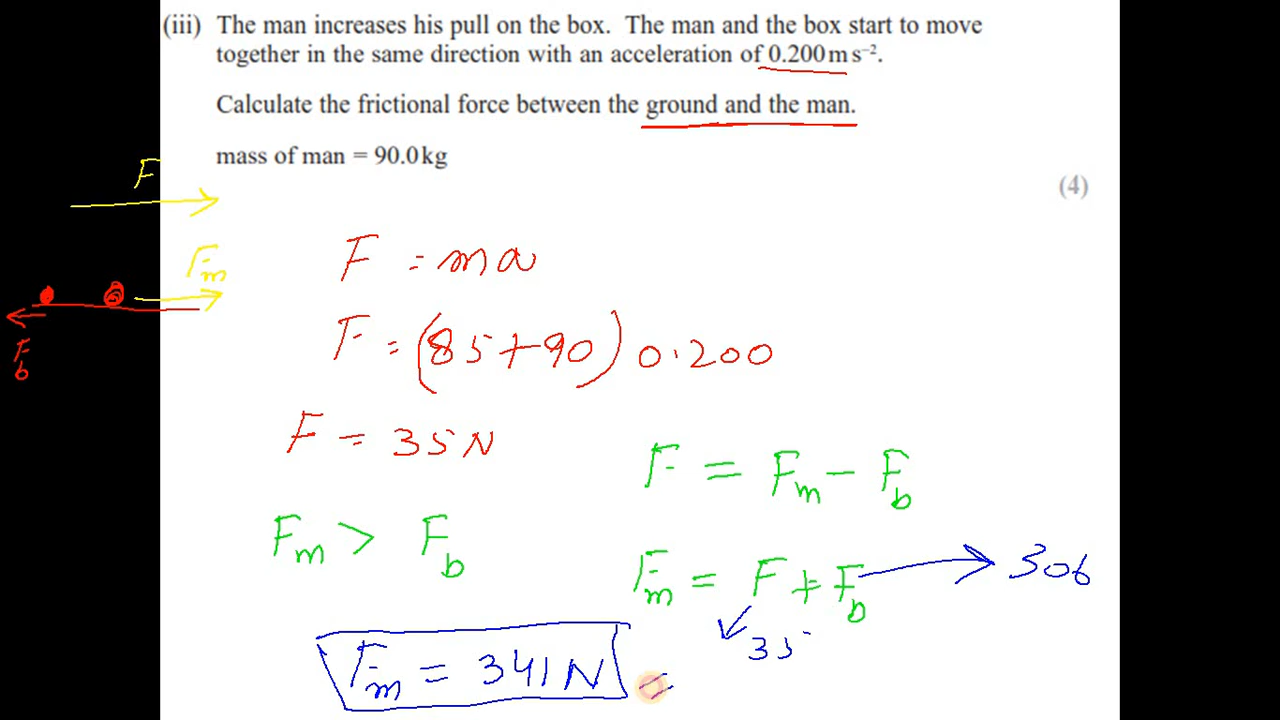 (iii) The man increases his pull on the box. The man and the box start to move
together in the same direction with an acceleration of 0.200 m s⁻².
Calculate the frictional force between the ground and the man.
mass of man = 90.0 kg
(4)
F
Fm
Fb
F = ma
F = (85+90) 0.200
F = 35N
F = Fm - Fb
Fm > Fb
Fm = F + Fb → 306
35
Fm = 341N =